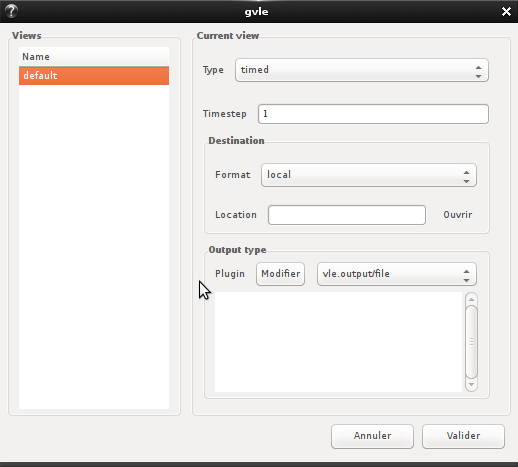 gvle
Views
Name
default
Current view
Type timed
Timestep 1
Destination
Format local
Location Ouvrir
Output type
Plugin Modifier vle.output/file
Annuler Valider